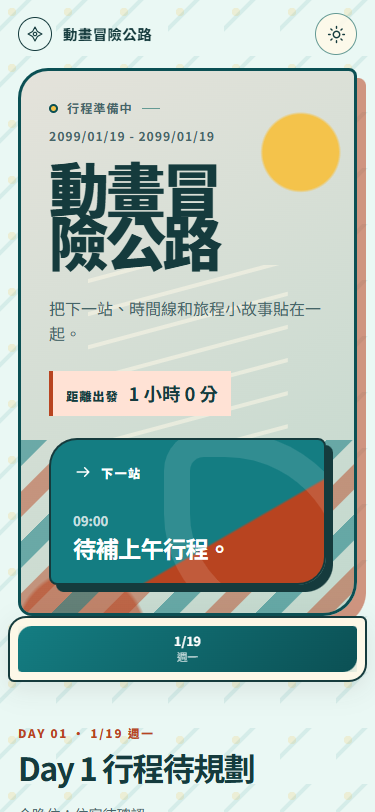 動畫冒險公路
行程準備中
2099/01/19 - 2099/01/19
動畫冒
險公路
把下一站、時間線和旅程小故事貼在一
起。
距離出發 1 小時 0 分
下一站
09:00
待補上午行程。
1/19
週一
DAY 01 · 1/19 週一
Day 1 行程待規劃